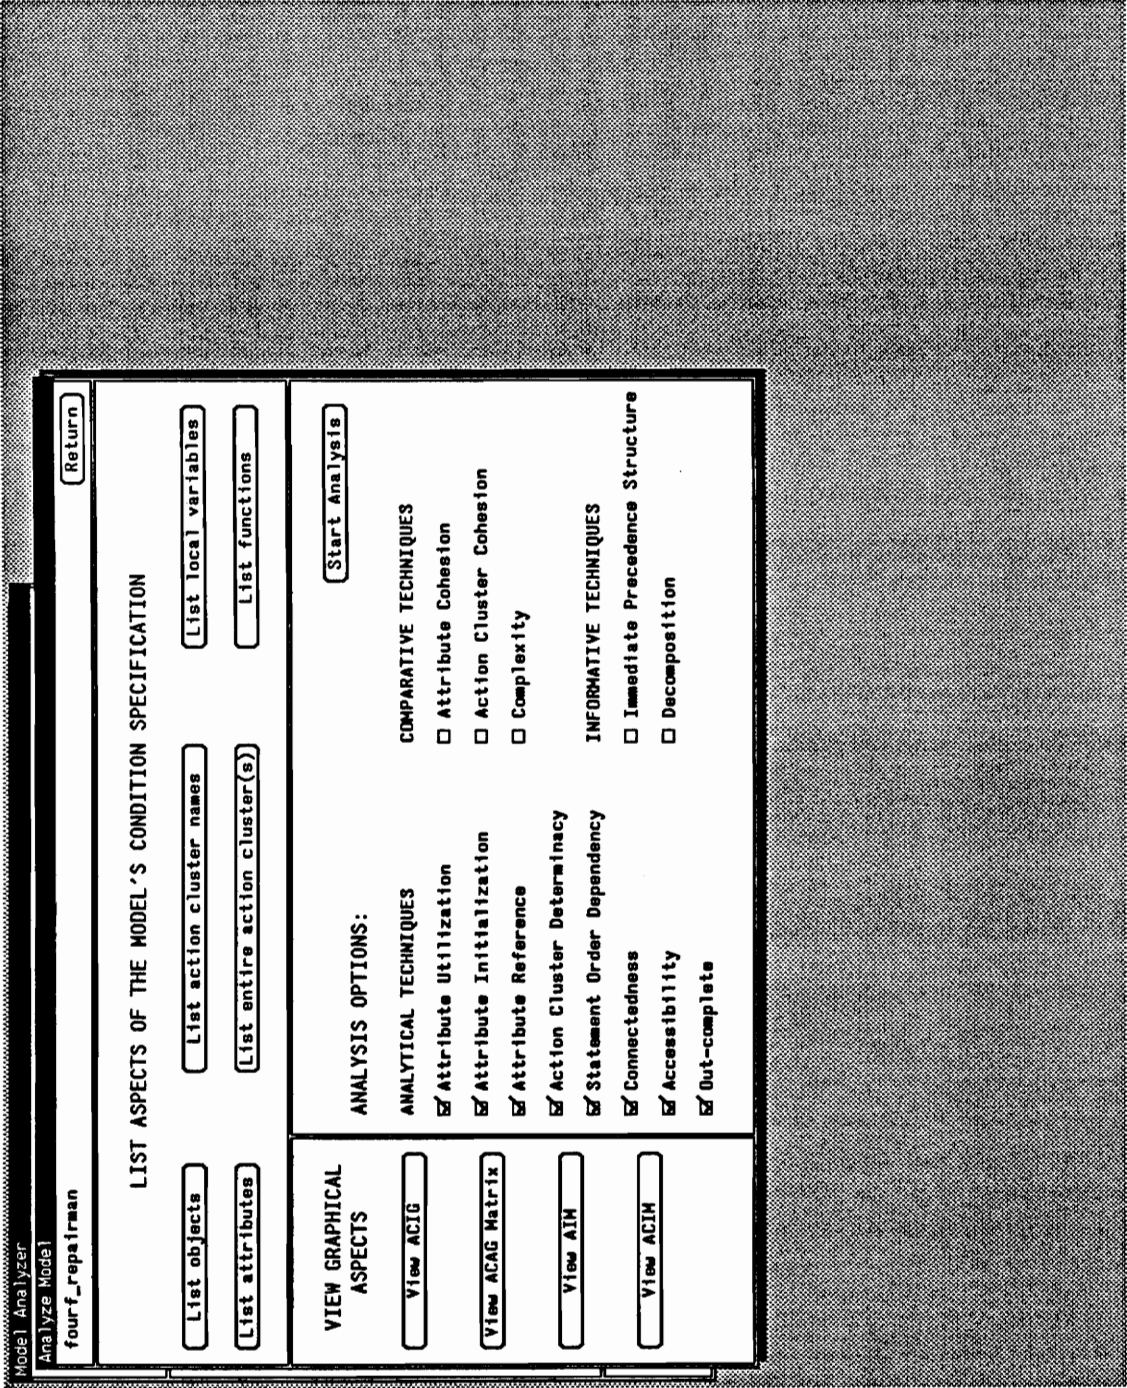 Model Analyzer
Analyze Model
fourf_repairman
Return
LIST ASPECTS OF THE MODEL'S CONDITION SPECIFICATION
List objects
List action cluster names
List local variables
List attributes
List entire action cluster(s)
List functions
VIEW GRAPHICAL
ASPECTS
View ACIG
View ACAG Matrix
View AIM
View ACIM
Start Analysis
ANALYSIS OPTIONS:
ANALYTICAL TECHNIQUES
Attribute Utilization
Attribute Initialization
Attribute Reference
Action Cluster Determinacy
Statement Order Dependency
Connectedness
Accessibility
Out-complete
COMPARATIVE TECHNIQUES
Attribute Cohesion
Action Cluster Cohesion
Complexity
INFORMATIVE TECHNIQUES
Immediate Precedence Structure
Decomposition